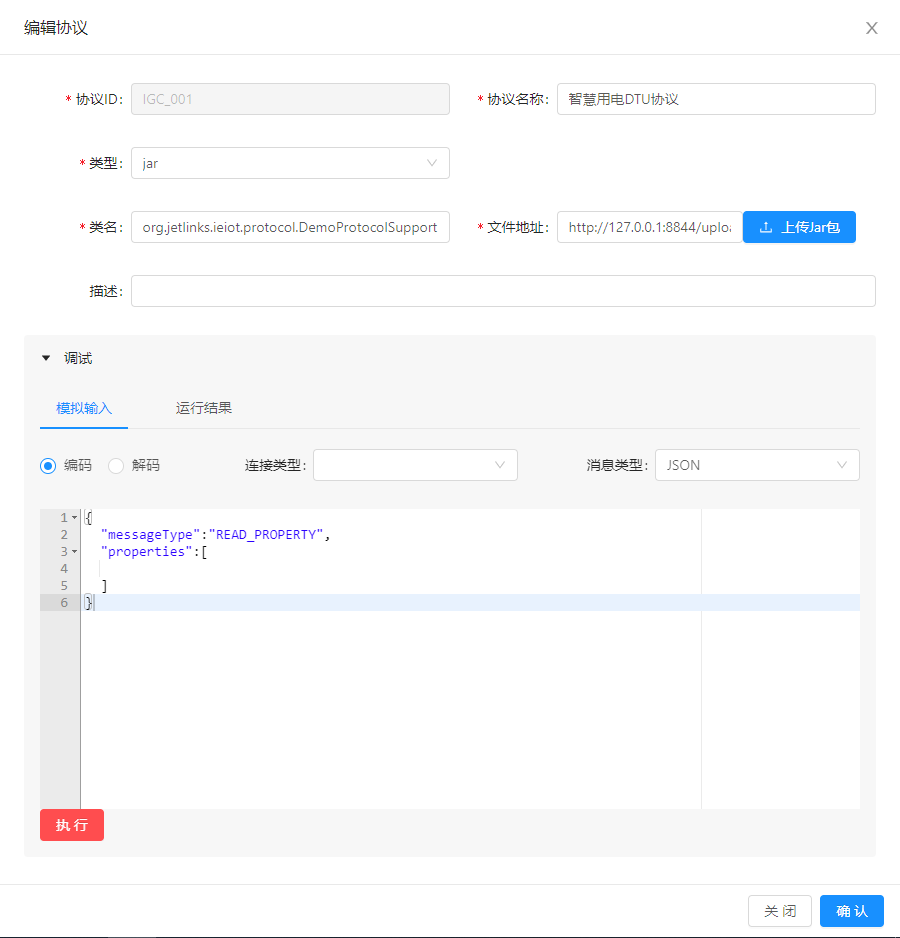 编辑协议
* 协议ID: IGC_001
* 协议名称: 智慧用电DTU协议
* 类型: jar
* 类名: org.jetlinks.ieiot.protocol.DemoProtocolSupport
* 文件地址: http://127.0.0.1:8844/uploa 上传Jar包
描述:
调试
模拟输入 运行结果
编码 解码 连接类型: 消息类型: JSON
1 {
2 "messageType":"READ_PROPERTY",
3 "properties":[
4
5 ]
6 }
执 行
关 闭 确 认